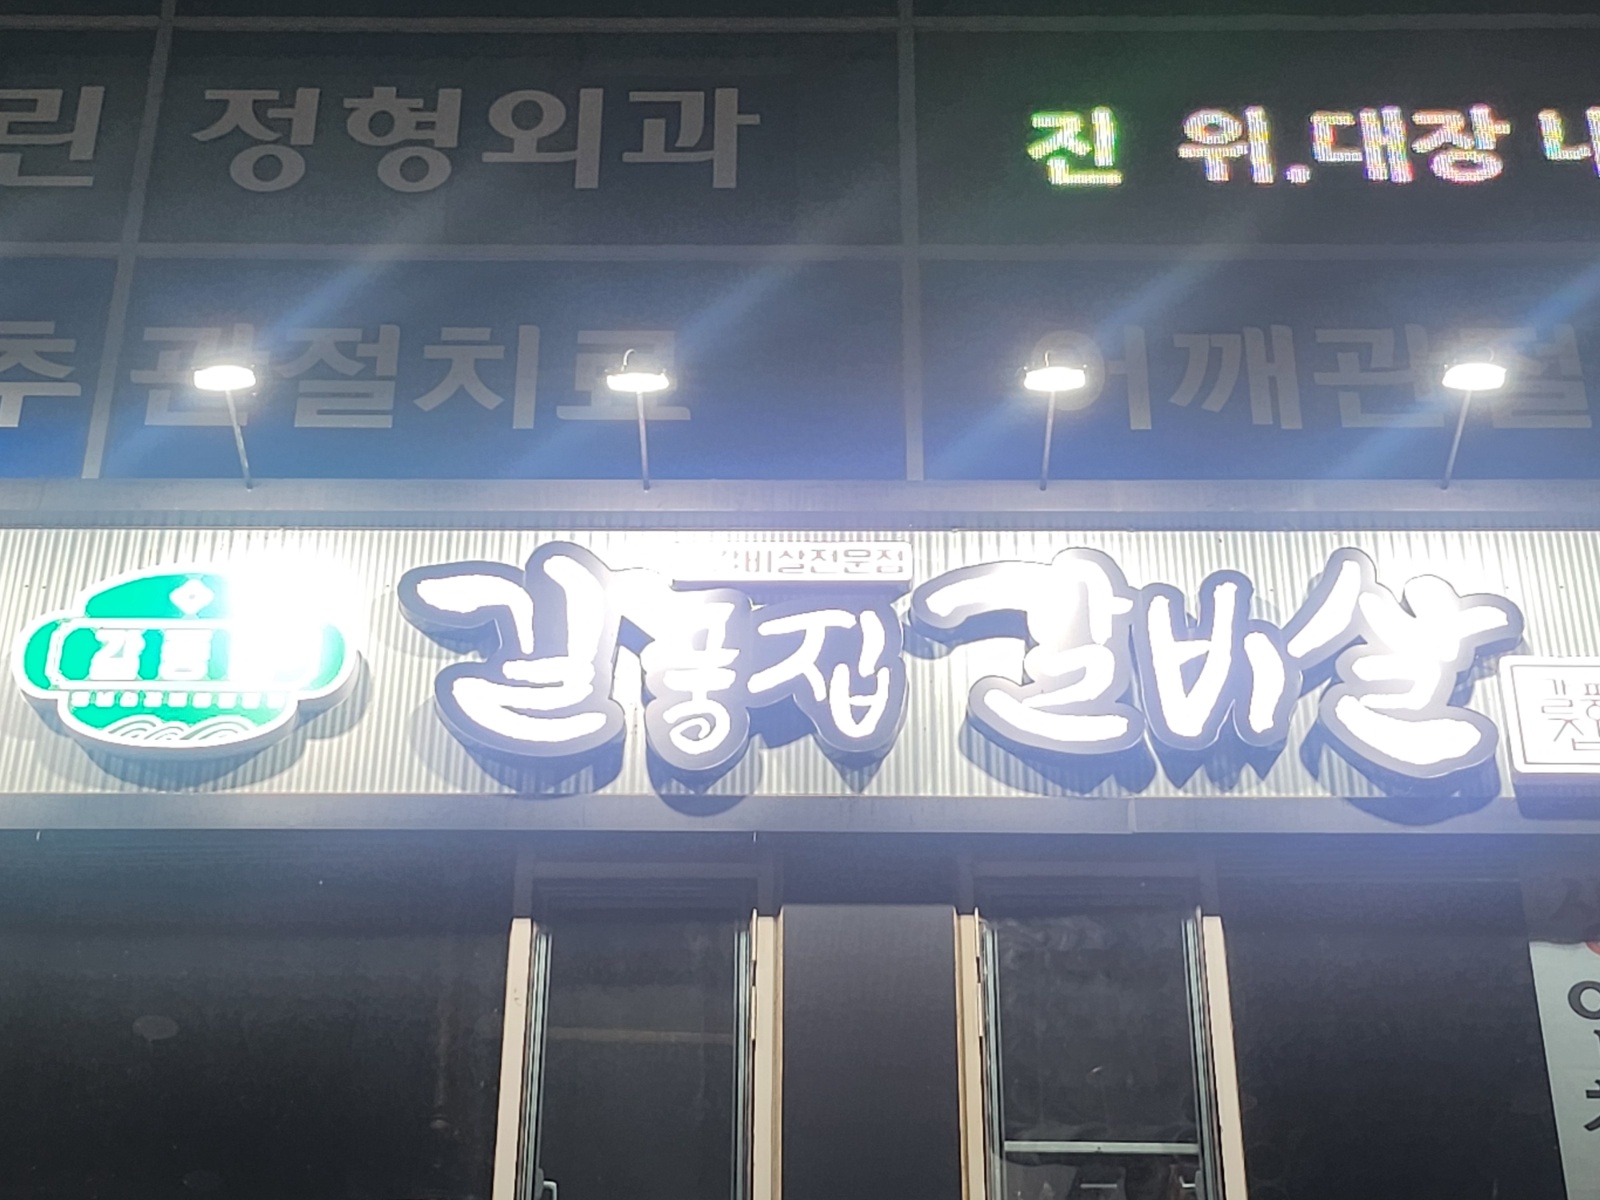 린 정형외과
진 위.대장 내
추 관절치료
어깨관절
갈비살전문점
길풍집 갈비살